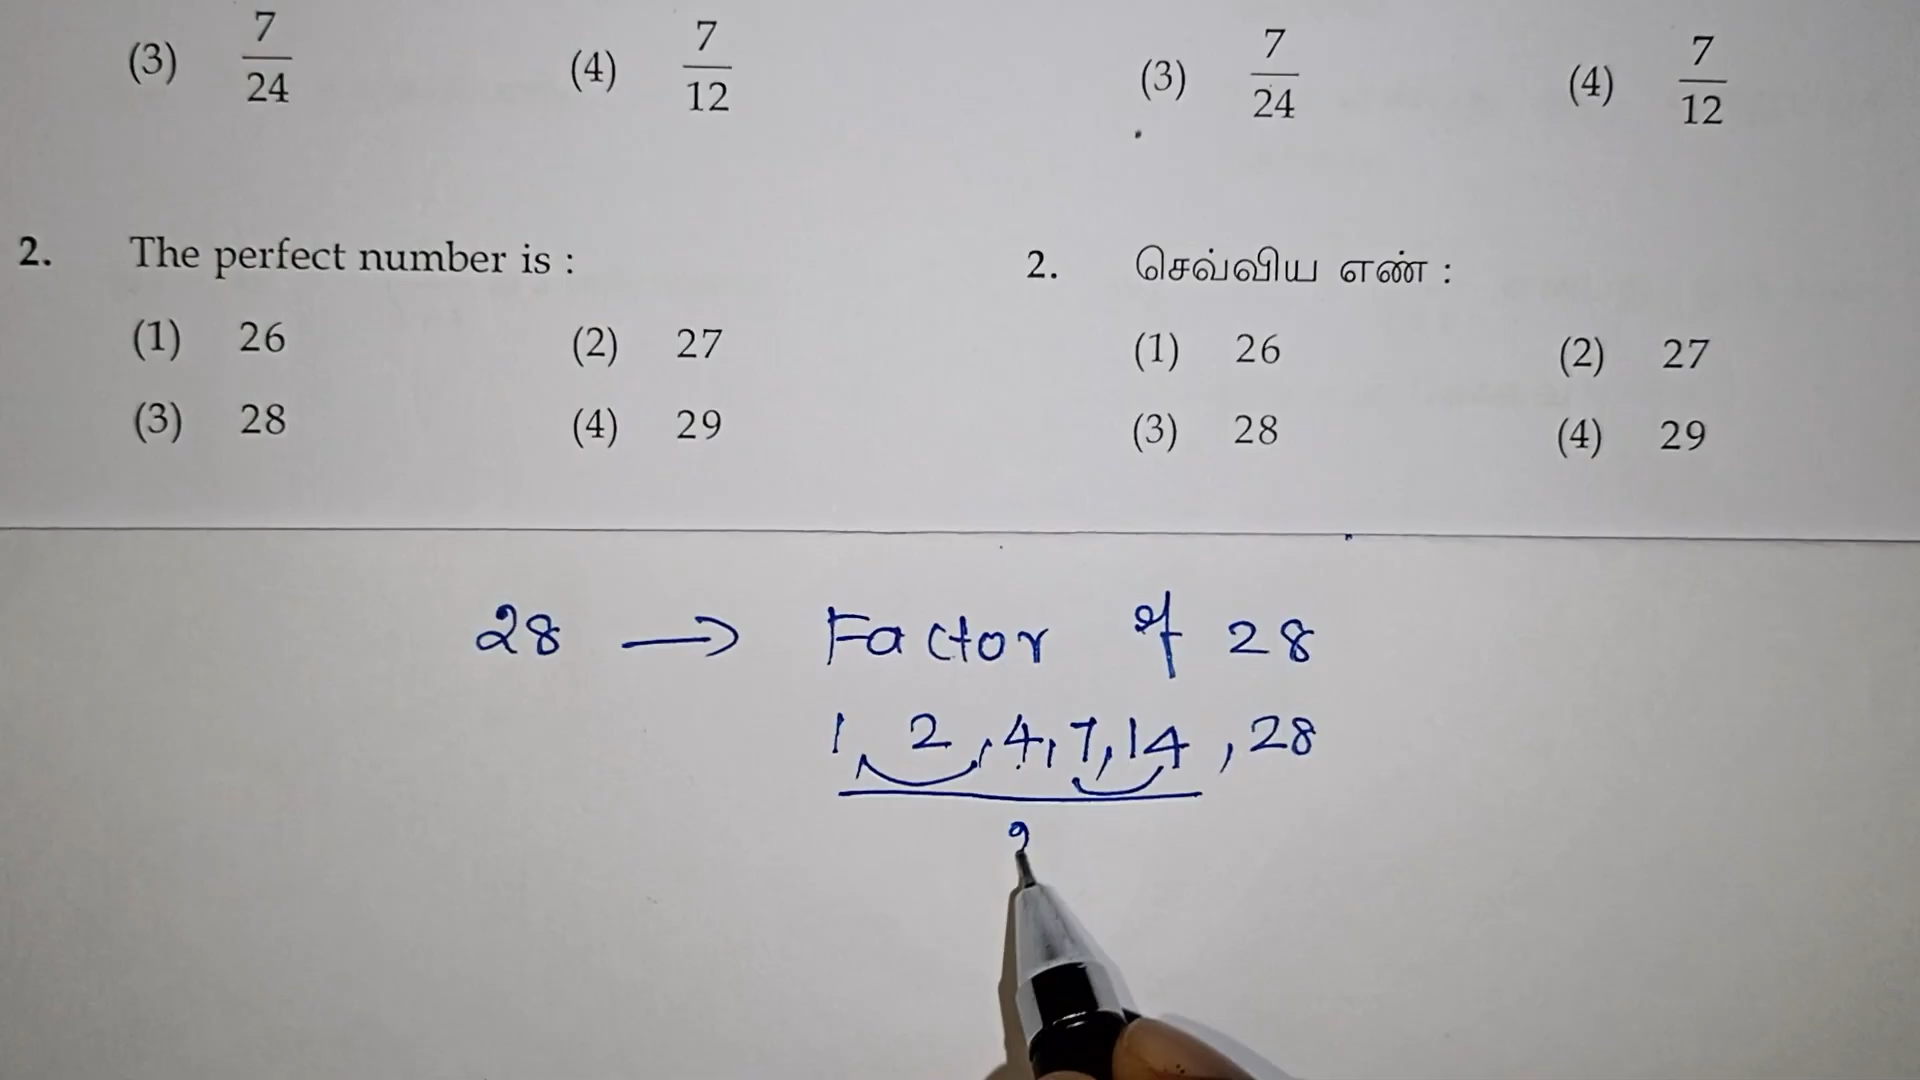 (3) 7/24 (4) 7/12
(3) 7/24 (4) 7/12
2. The perfect number is :
(1) 26 (2) 27
(3) 28 (4) 29
2. செவ்விய எண் :
(1) 26 (2) 27
(3) 28 (4) 29
28 → Factor of 28
1, 2, 4, 7, 14, 28